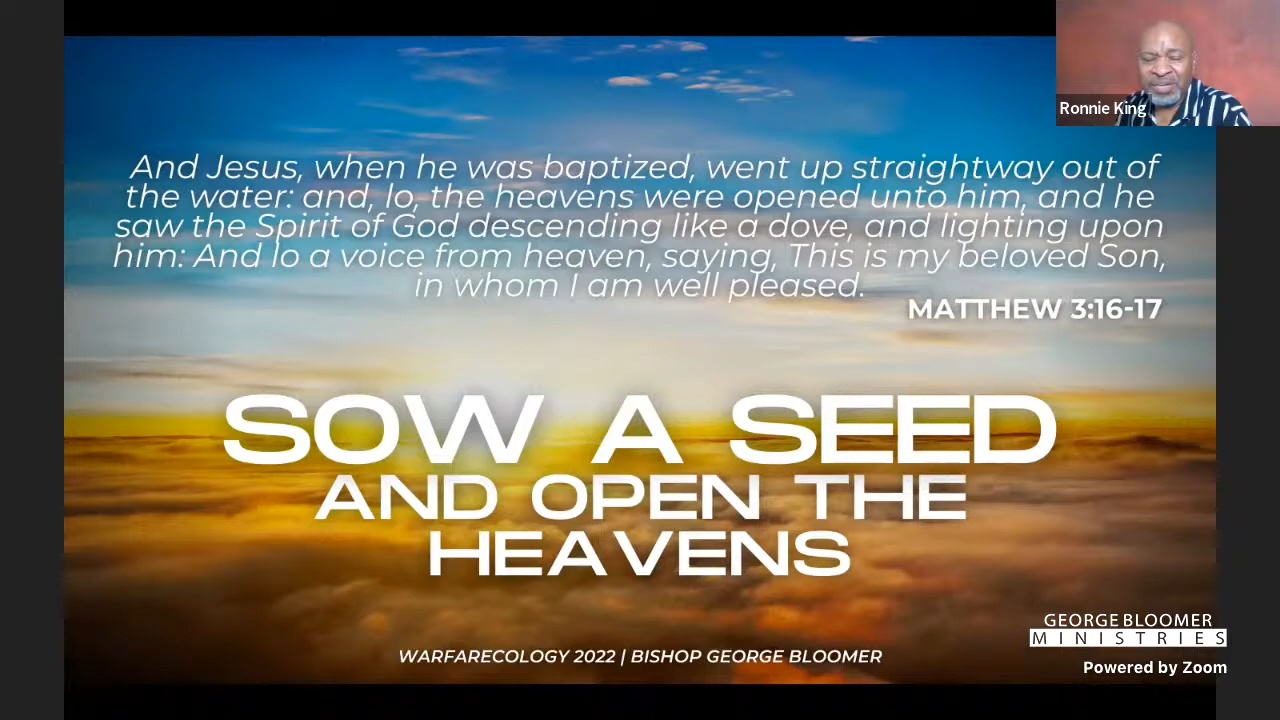 Ronnie King
And Jesus, when he was baptized, went up straightway out of
the water: and, lo, the heavens were opened unto him, and he
saw the Spirit of God descending like a dove, and lighting upon
him: And lo a voice from heaven, saying, This is my beloved Son,
in whom I am well pleased.
MATTHEW 3:16-17
SOW A SEED
AND OPEN THE
HEAVENS
GEORGE BLOOMER
MINISTRIES
WARFARECOLOGY 2022 | BISHOP GEORGE BLOOMER
Powered by Zoom